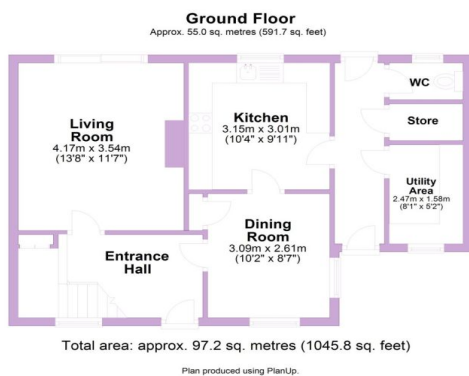 Ground Floor
Approx. 55.0 sq. metres (591.7 sq. feet)
WC
Kitchen
3.15m x 3.01m
(10'4" x 9'11")
Store
Living
Room
4.17m x 3.54m
(13'8" x 11'7")
Utility
Area
2.47m x 1.58m
(8'1" x 5'2")
Dining
Room
3.09m x 2.61m
(10'2" x 8'7")
Entrance
Hall
Total area: approx. 97.2 sq. metres (1045.8 sq. feet)
Plan produced using PlanUp.